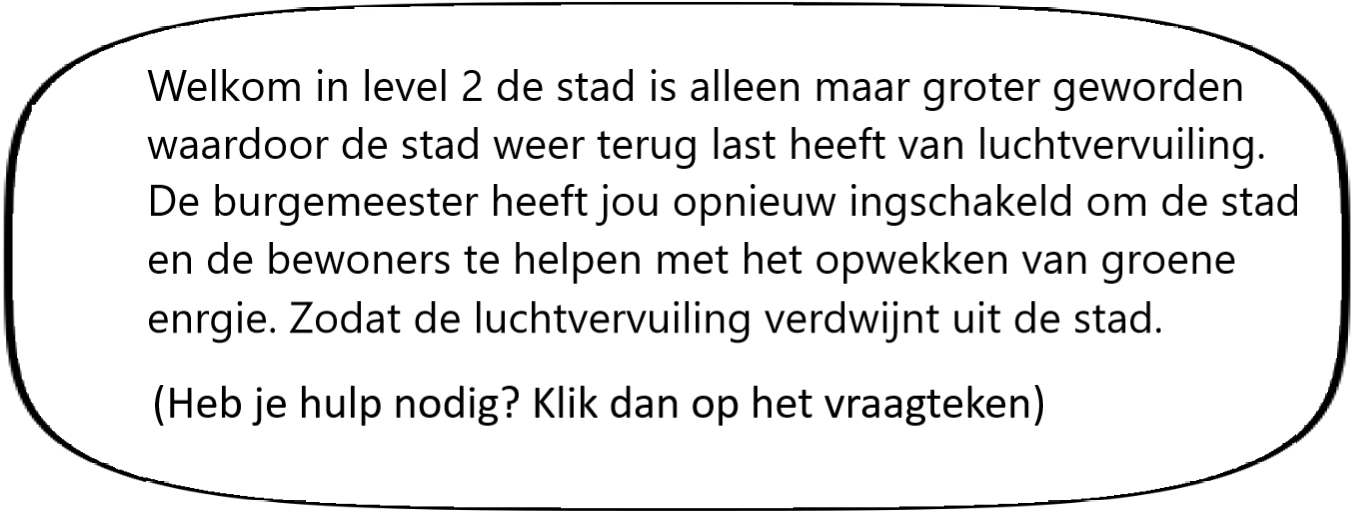 Welkom in level 2 de stad is alleen maar groter geworden
waardoor de stad weer terug last heeft van luchtvervuiling.
De burgemeester heeft jou opnieuw ingschakeld om de stad
en de bewoners te helpen met het opwekken van groene
enrgie. Zodat de luchtvervuiling verdwijnt uit de stad.
(Heb je hulp nodig? Klik dan op het vraagteken)